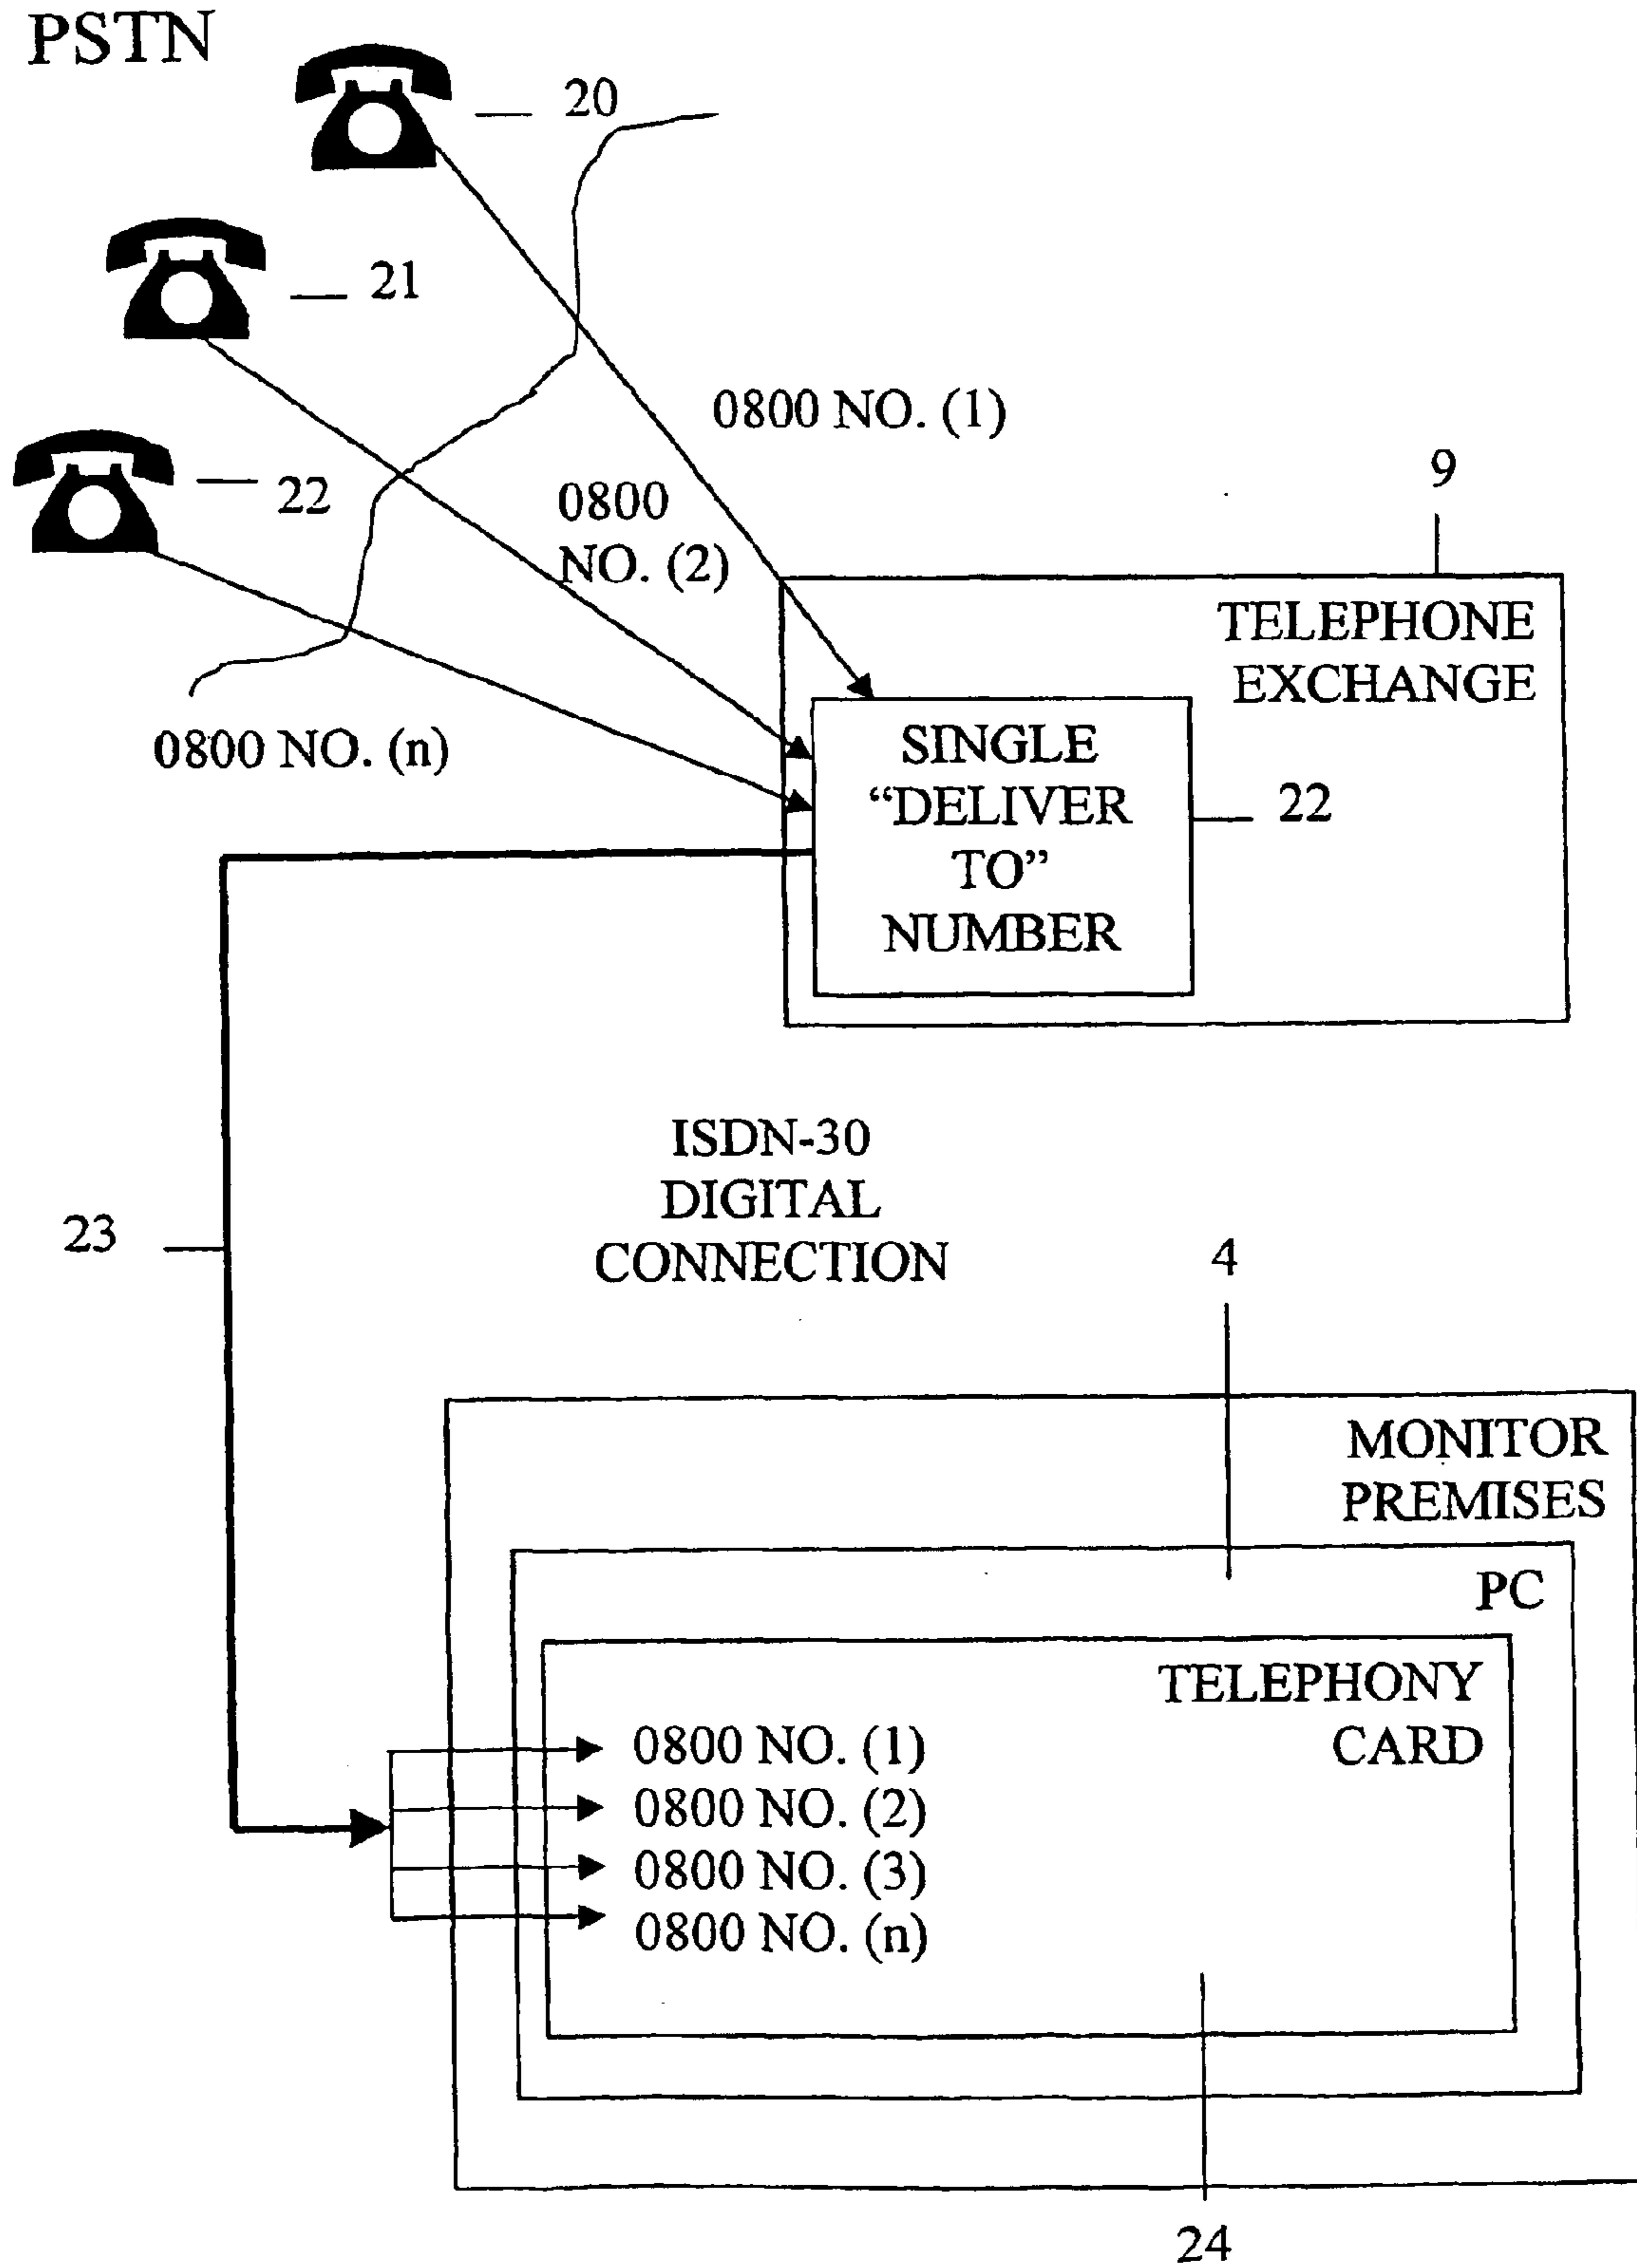 PSTN
20
21
22
0800 NO. (1)
0800
NO. (2)
0800 NO. (n)
9
TELEPHONE
EXCHANGE
SINGLE
“DELIVER
TO”
NUMBER
22
23
ISDN-30
DIGITAL
CONNECTION
4
MONITOR
PREMISES
PC
TELEPHONY
CARD
0800 NO. (1)
0800 NO. (2)
0800 NO. (3)
0800 NO. (n)
24